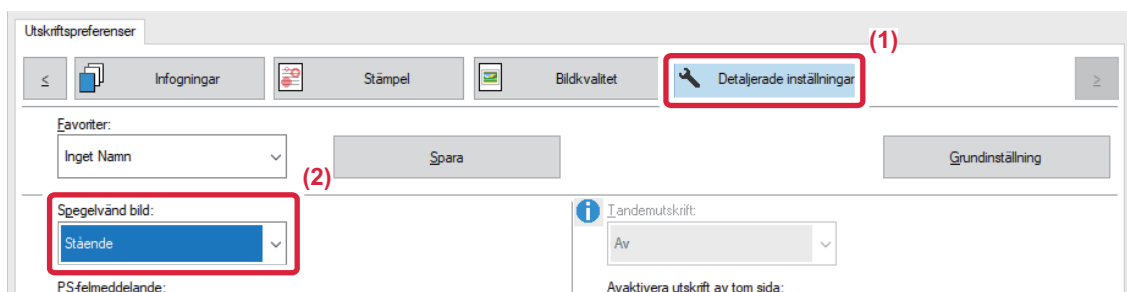 Utskriftspreferenser
(1)
≤ Infogningar Stämpel Bildkvalitet Detaljerade inställningar ≥
Favoriter:
Inget Namn Spara Grundinställning
(2)
Spegelvänd bild: Tandemutskrift:
Stående Av
PS-felmeddelande: Avaktivera utskrift av tom sida: